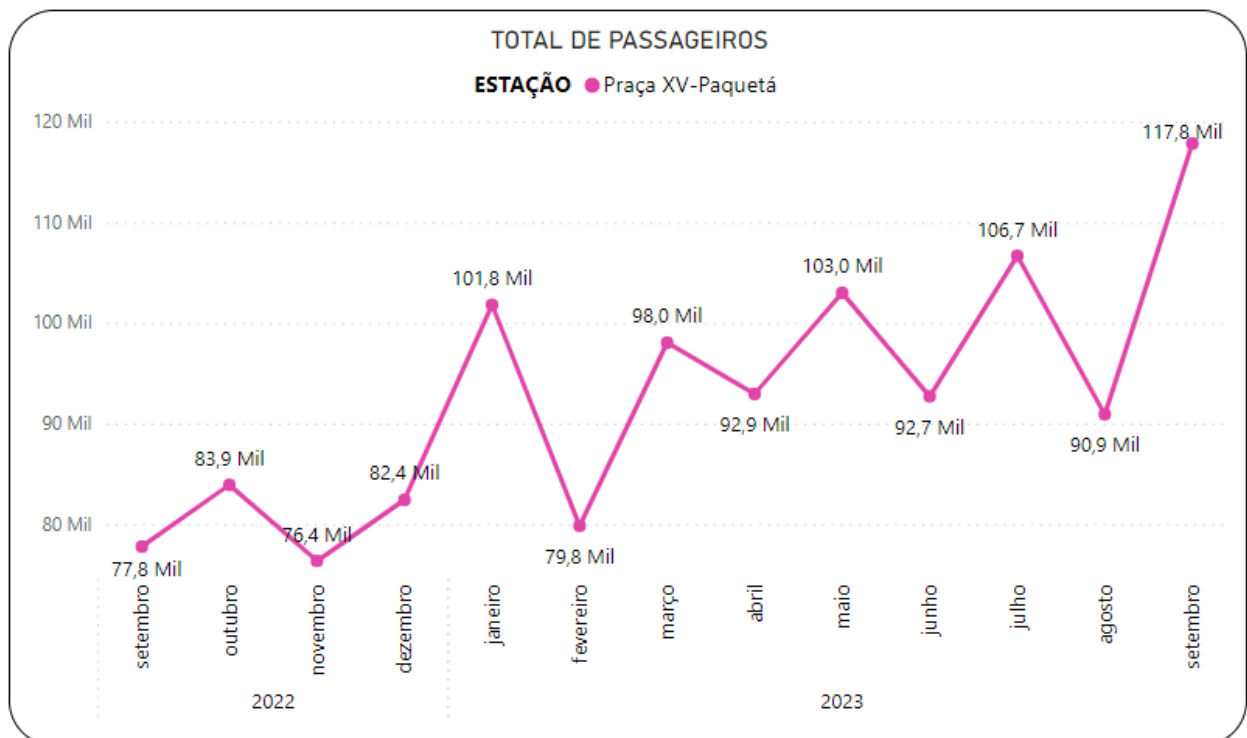 TOTAL DE PASSAGEIROS
ESTAÇÃO Praça XV-Paquetá
120 Mil
110 Mil
100 Mil
90 Mil
80 Mil
77,8 Mil
83,9 Mil
76,4 Mil
82,4 Mil
101,8 Mil
79,8 Mil
98,0 Mil
92,9 Mil
103,0 Mil
92,7 Mil
106,7 Mil
90,9 Mil
117,8 Mil
setembro
outubro
novembro
dezembro
janeiro
fevereiro
março
abril
maio
junho
julho
agosto
setembro
2022
2023